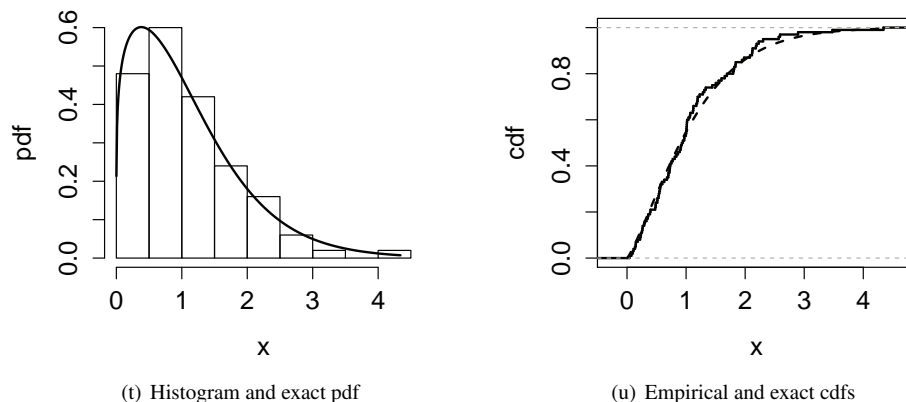 0.6
0.4
0.2
0.0
pdf
0 1 2 3 4
x
(t) Histogram and exact pdf
0.8
0.4
0.0
cdf
0 1 2 3 4
x
(u) Empirical and exact cdfs